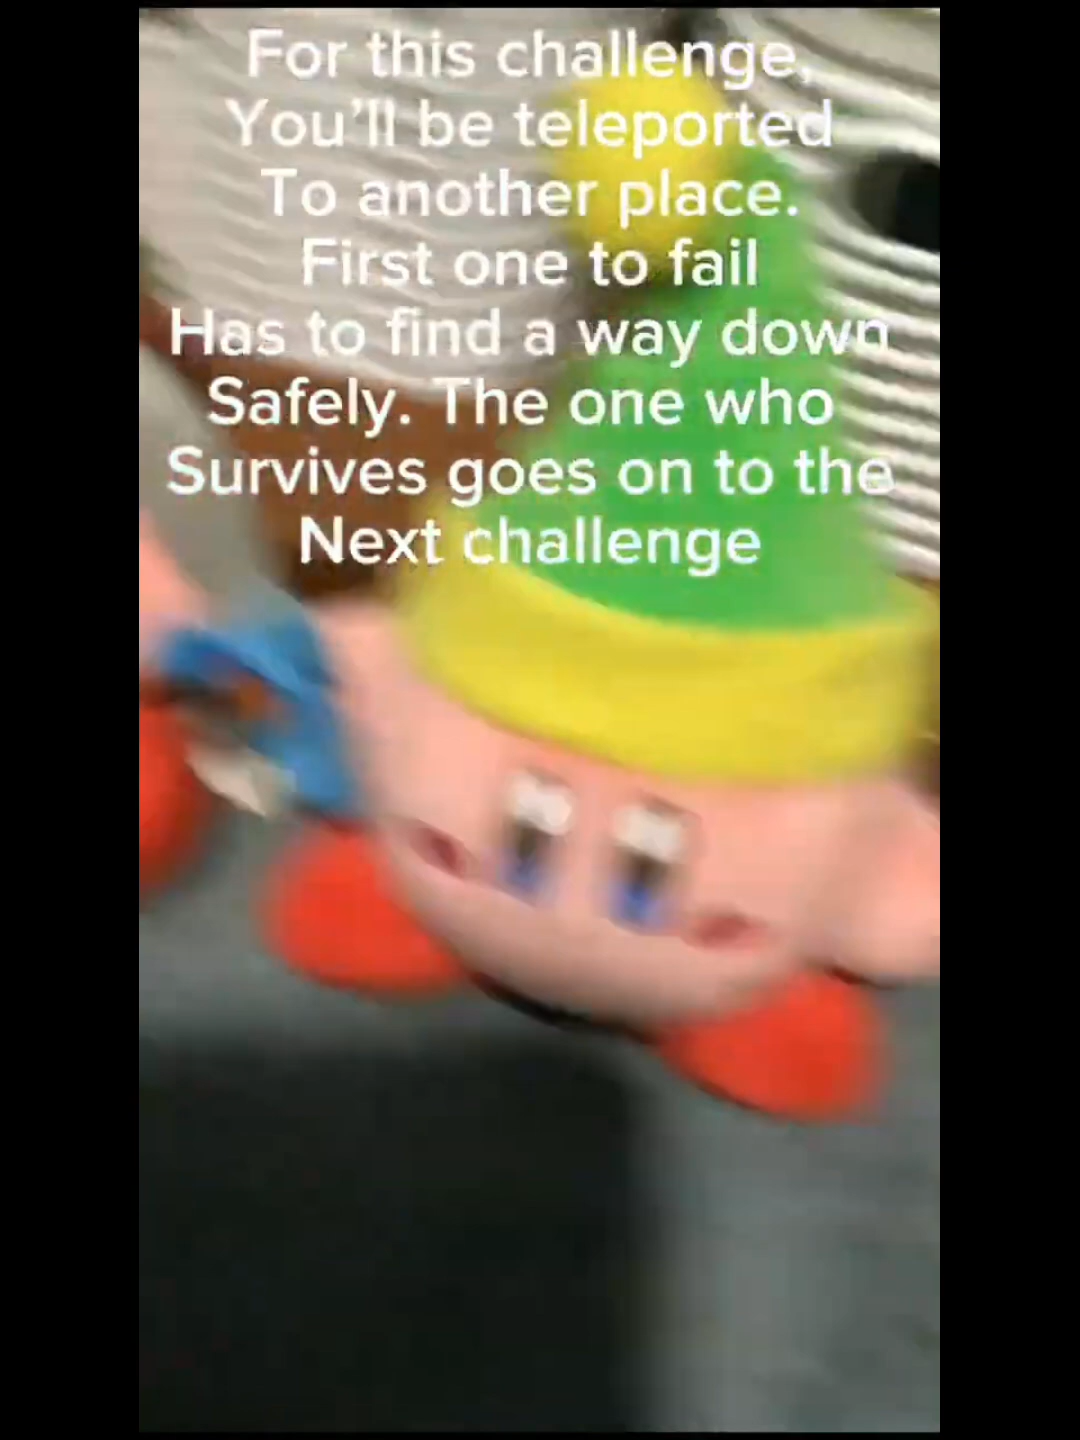 For this challenge,
You’ll be teleported
To another place.
First one to fail
Has to find a way down
Safely. The one who
Survives goes on to the
Next challenge